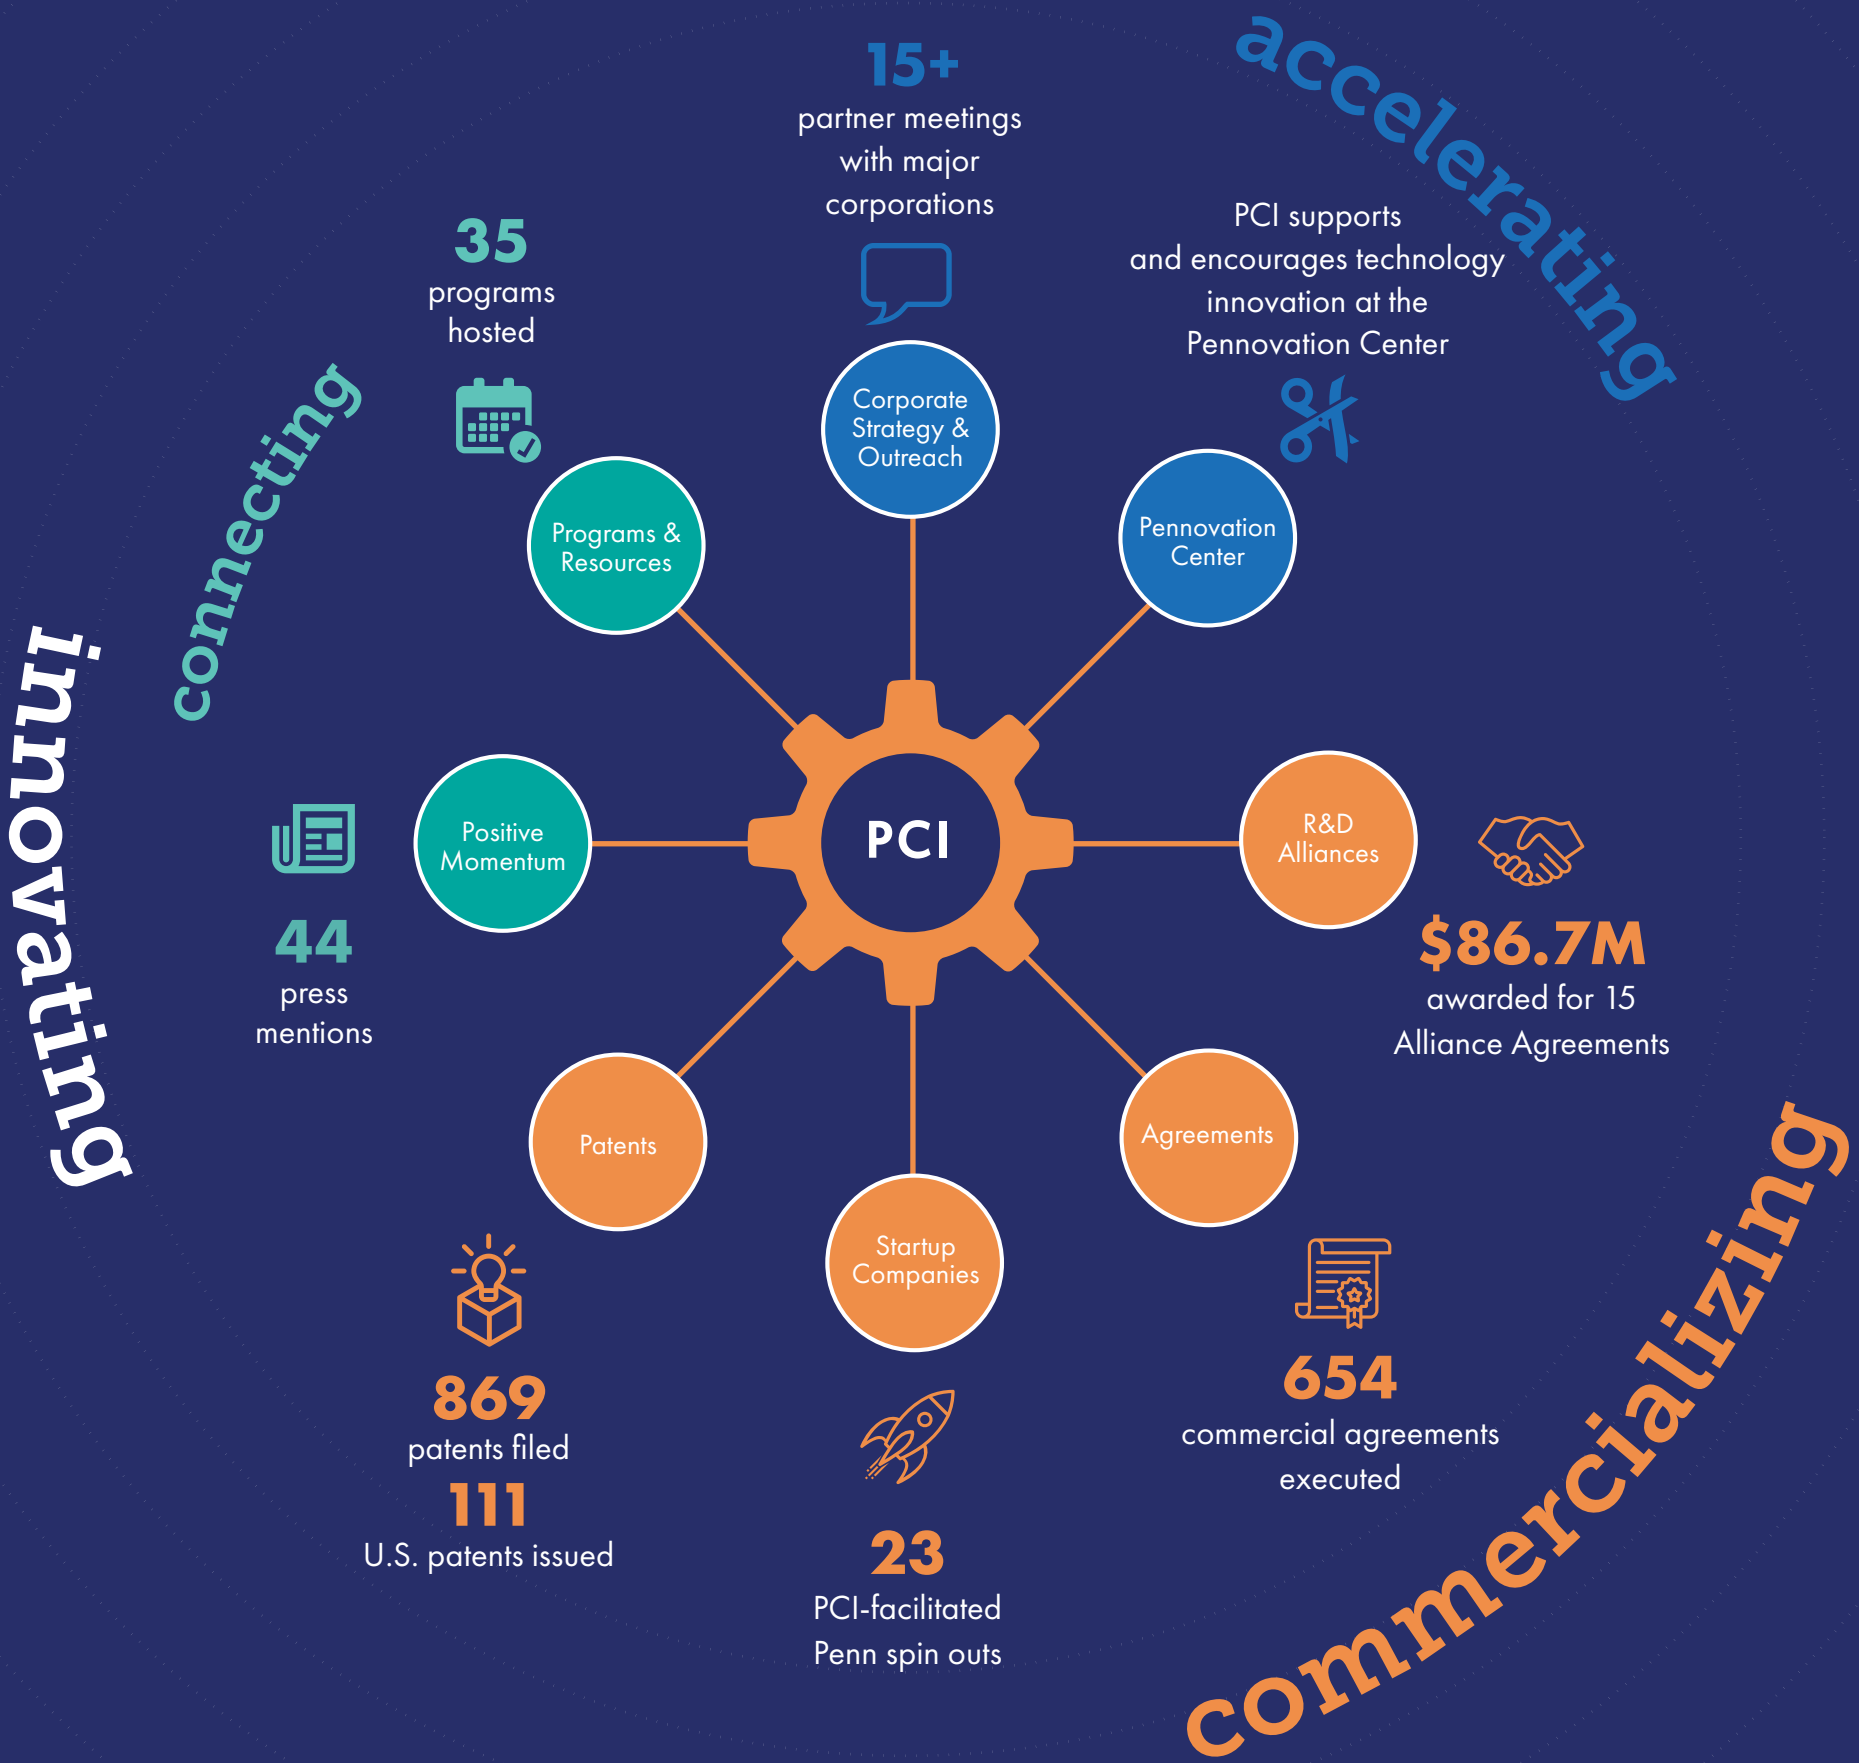 accelerating
15+
partner meetings
with major
corporations
PCI supports
and encourages technology
innovation at the
Pennovation Center
35
programs
hosted
connecting
Corporate
Strategy &
Outreach
Programs &
Resources
Pennovation
Center
innovating
Positive
Momentum
PCI
R&D
Alliances
44
press
mentions
$86.7M
awarded for 15
Alliance Agreements
Patents
Agreements
Startup
Companies
commercializing
869
patents filed
111
U.S. patents issued
654
commercial agreements
executed
23
PCI-facilitated
Penn spin outs